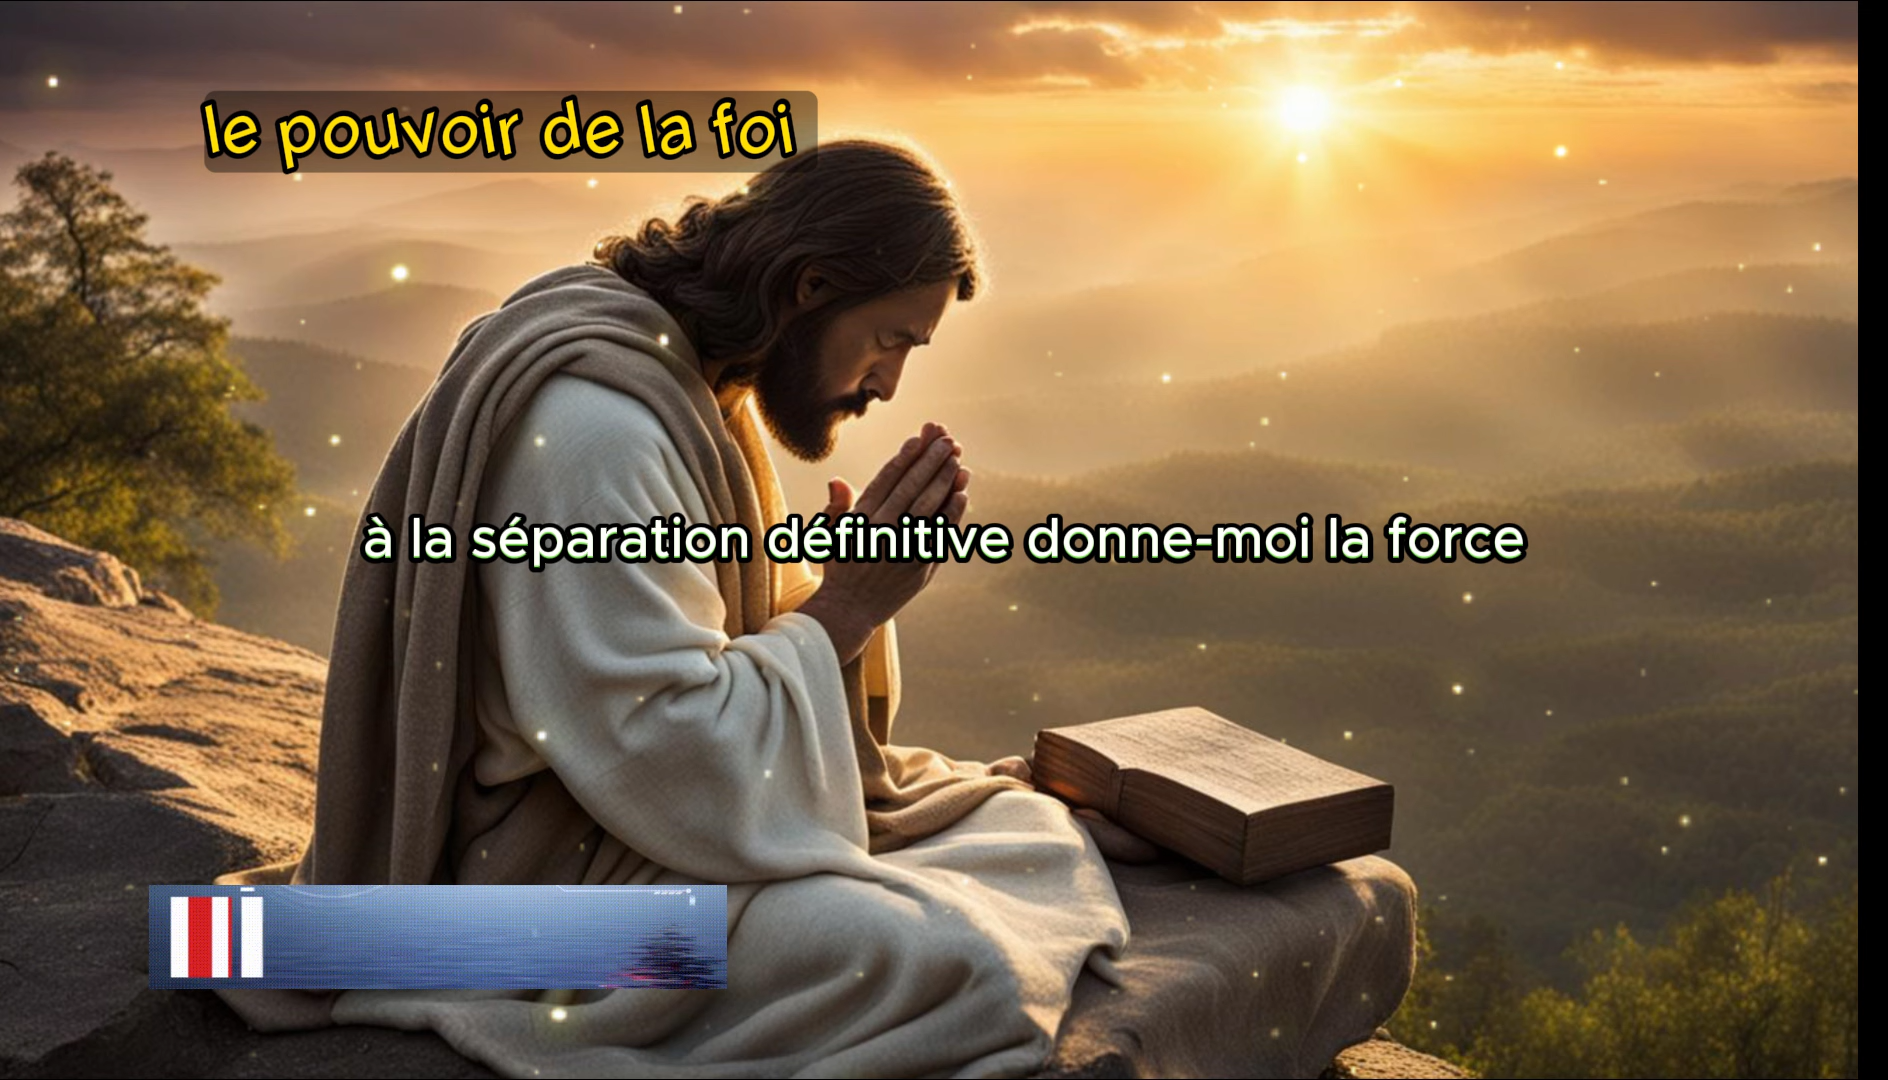 le pouvoir de la foi
à la séparation définitive donne-moi la force